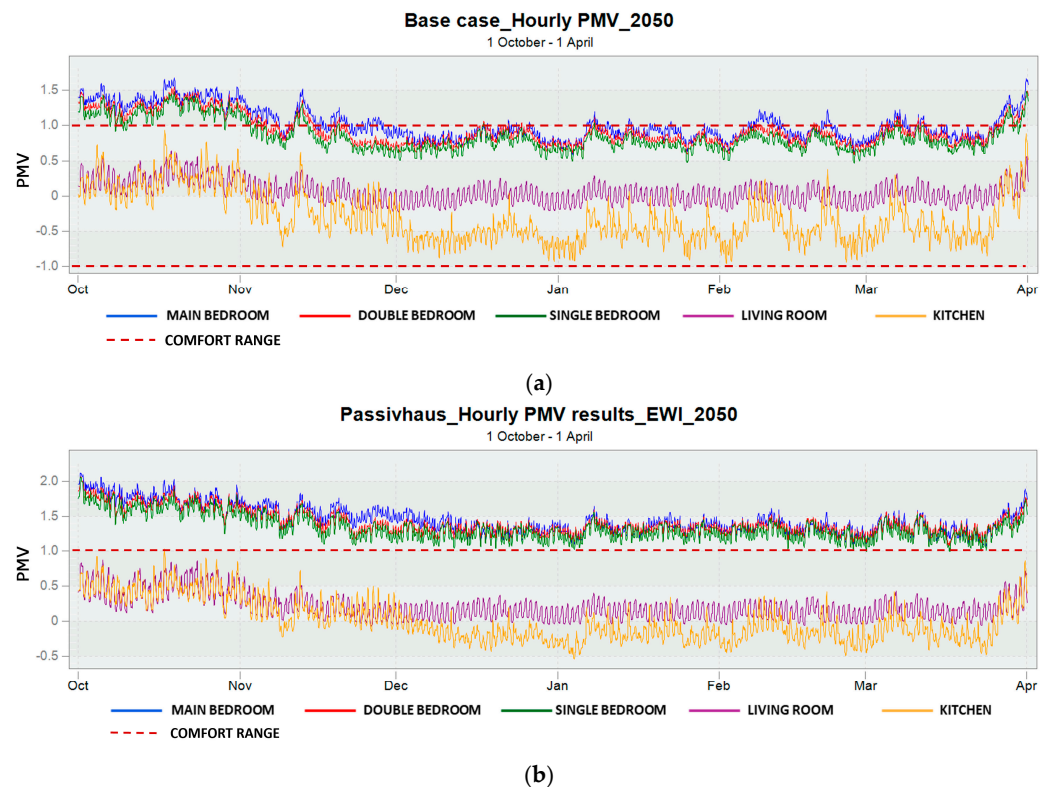 Base case_Hourly PMV_2050
1 October - 1 April
PMV
1.5
1.0
0.5
0
-0.5
-1.0
Oct Nov Dec Jan Feb Mar Apr
MAIN BEDROOM DOUBLE BEDROOM SINGLE BEDROOM LIVING ROOM KITCHEN
COMFORT RANGE
(a)
Passivhaus_Hourly PMV results_EWI_2050
1 October - 1 April
PMV
2.0
1.5
1.0
0.5
0
-0.5
Oct Nov Dec Jan Feb Mar Apr
MAIN BEDROOM DOUBLE BEDROOM SINGLE BEDROOM LIVING ROOM KITCHEN
COMFORT RANGE
(b)